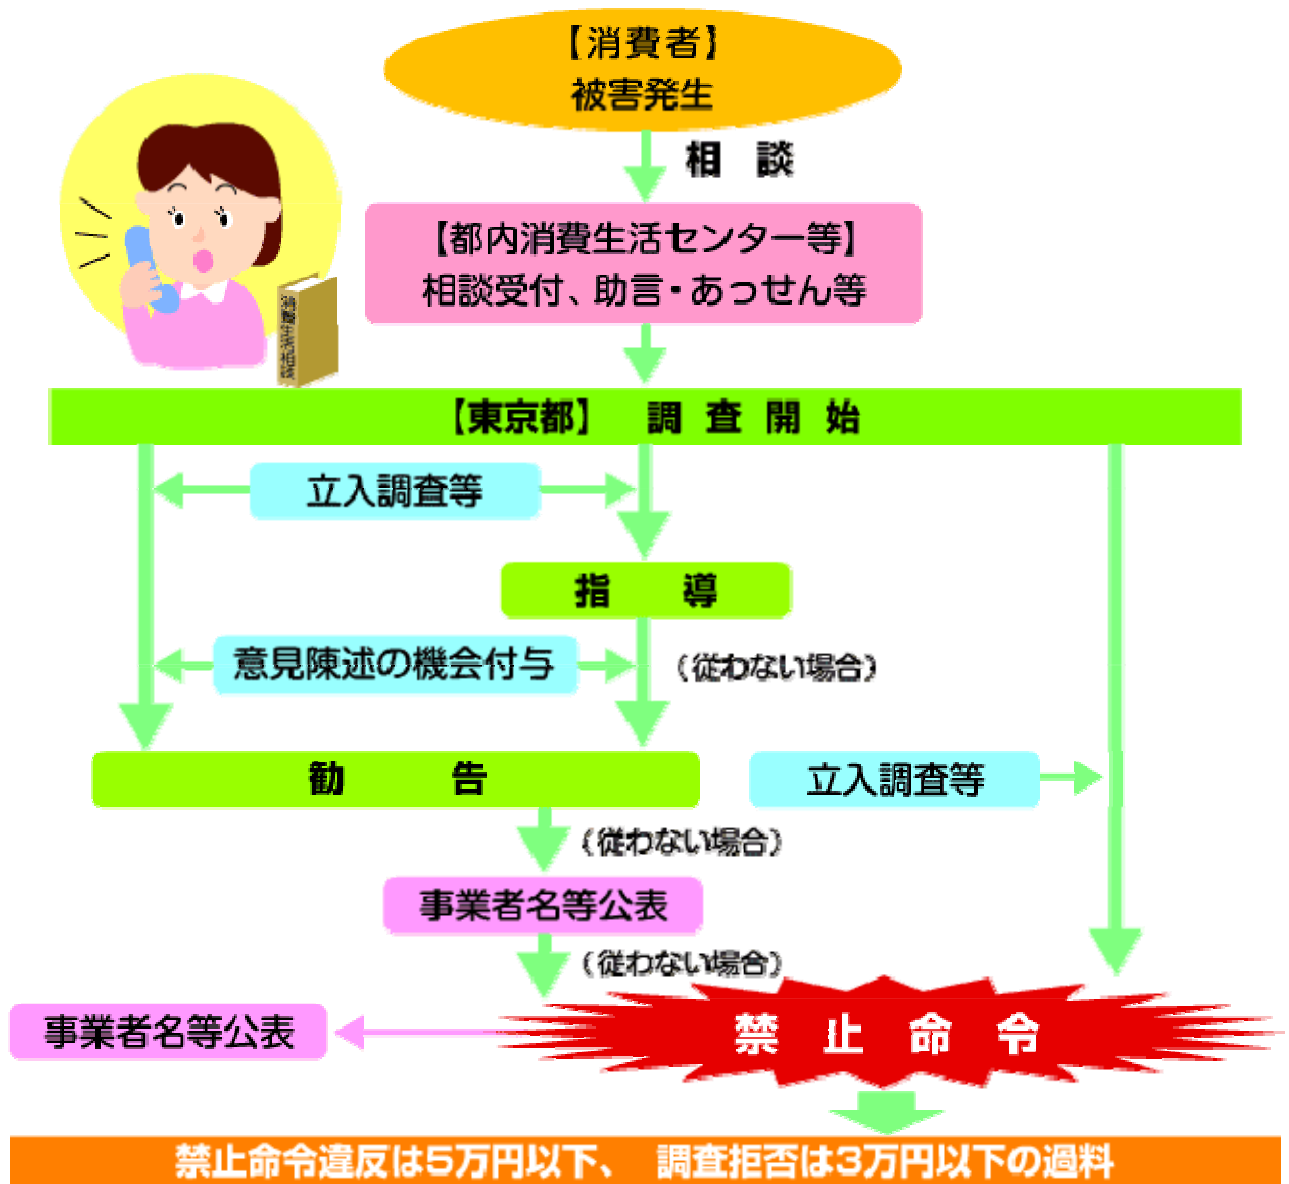 【消費者】
被害発生
相談
【都内消費生活センター等】
相談受付、助言・あっせん等
消費生活相談
【東京都】 調査開始
立入調査等
指導
意見陳述の機会付与
(従わない場合)
勧告
立入調査等
(従わない場合)
事業者名等公表
(従わない場合)
事業者名等公表
禁止命令
禁止命令違反は5万円以下、 調査拒否は3万円以下の過料